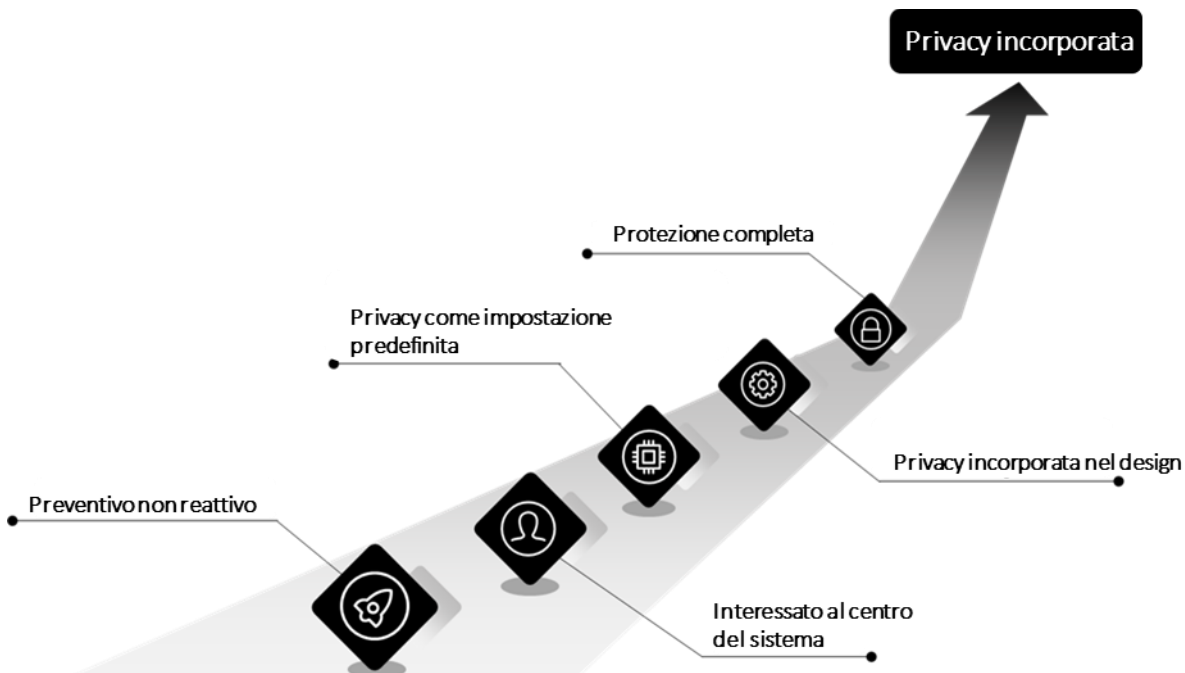 Privacy incorporata
Protezione completa
Privacy come impostazione
predefinita
Privacy incorporata nel design
Preventivo non reattivo
Interessato al centro
del sistema